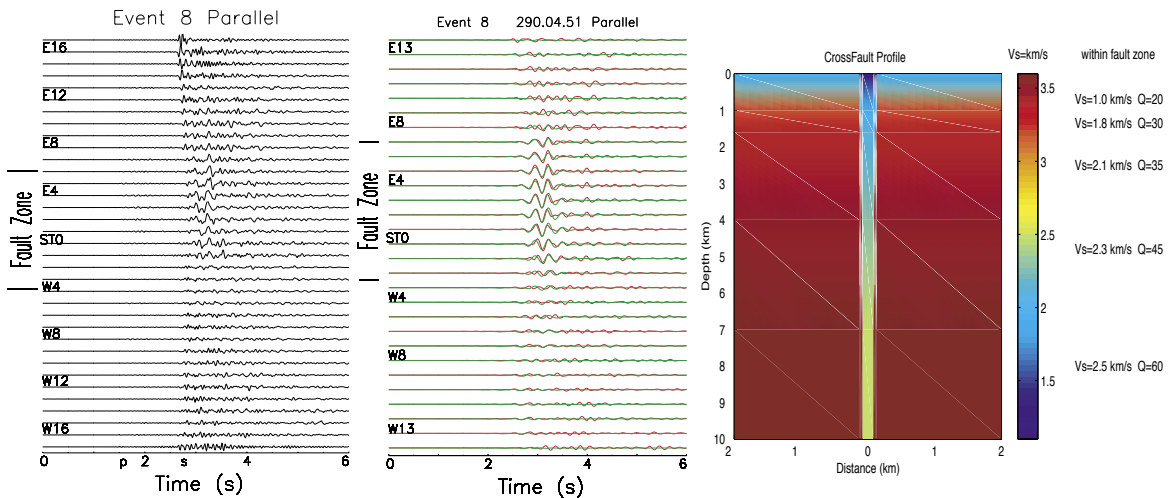 Event 8 Parallel
E16
E12
E8
E4
ST0
W4
W8
W12
W16
Fault Zone
0 p 2 s 4 6
Time (s)
Event 8 290.04.51 Parallel
E13
E8
E4
ST0
W4
W8
W13
Fault Zone
0 2 4 6
Time (s)
CrossFault Profile
0
1
2
3
4
5
6
7
8
9
10
Depth (km)
2 1 0 1 2
Distance (km)
Vs=km/s
3.5
3
2.5
2
1.5
within fault zone
Vs=1.0 km/s Q=20
Vs=1.8 km/s Q=30
Vs=2.1 km/s Q=35
Vs=2.3 km/s Q=45
Vs=2.5 km/s Q=60